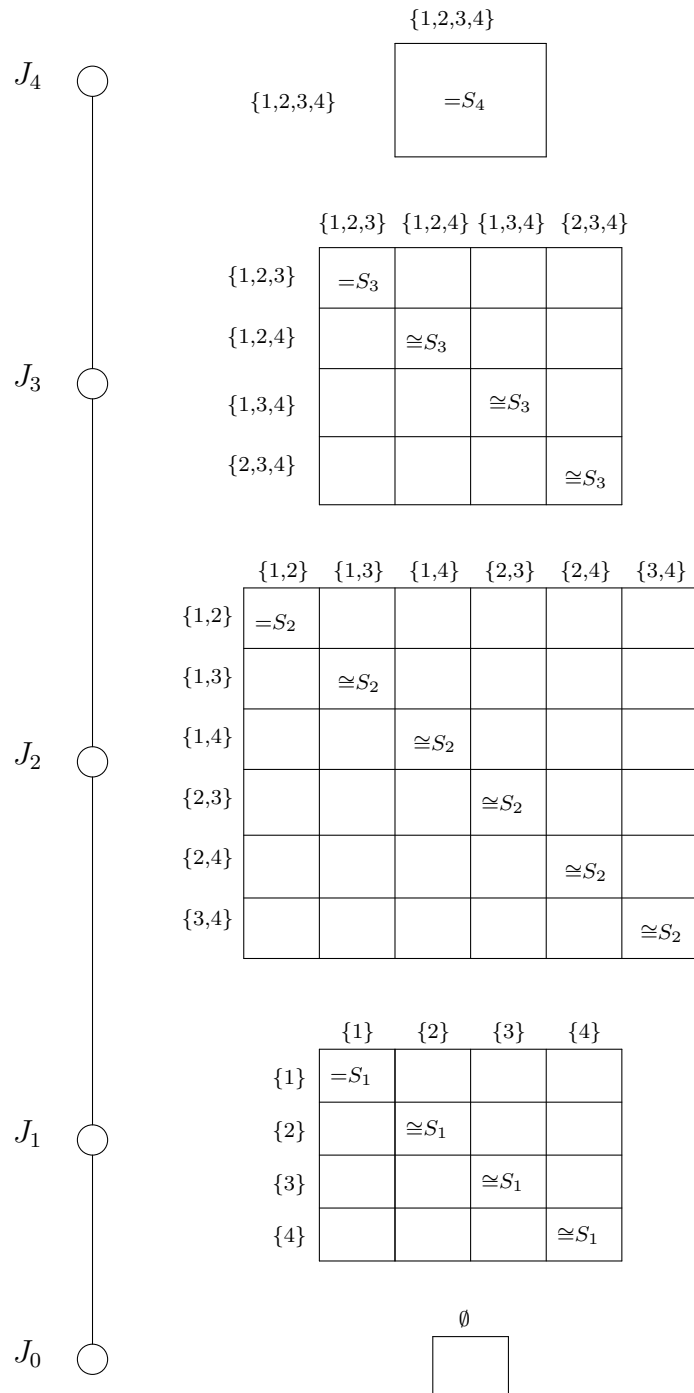 {1,2,3,4}
J₄ {1,2,3,4} =S₄
{1,2,3} {1,2,4} {1,3,4} {2,3,4}
{1,2,3} =S₃
{1,2,4} ≅S₃
J₃
{1,3,4} ≅S₃
{2,3,4} ≅S₃
{1,2} {1,3} {1,4} {2,3} {2,4} {3,4}
{1,2} =S₂
{1,3} ≅S₂
{1,4} ≅S₂
J₂
{2,3} ≅S₂
{2,4} ≅S₂
{3,4} ≅S₂
{1} {2} {3} {4}
{1} =S₁
{2} ≅S₁
J₁
{3} ≅S₁
{4} ≅S₁
∅
J₀